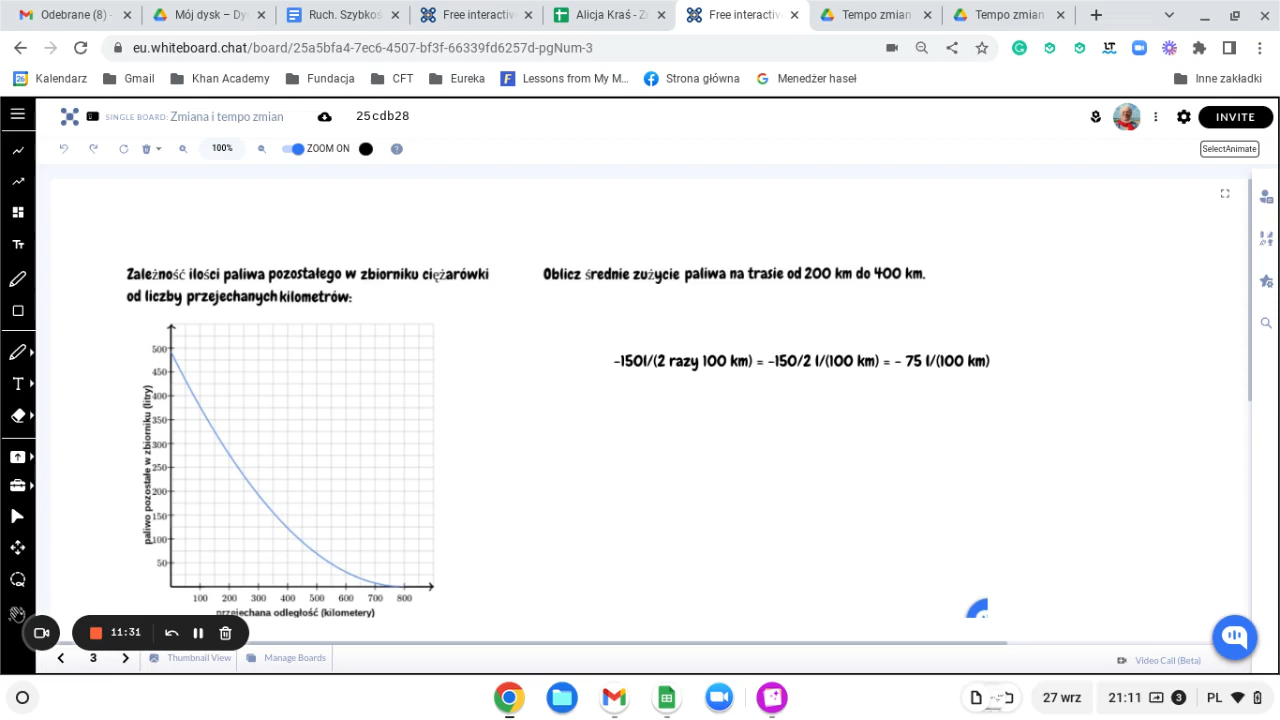 Odebrane (8) -
Mój dysk – Dy
Ruch. Szybkoś
Free interactiv
Alicja Kraś - Z
Free interactiv
Tempo zmian
Tempo zmian
eu.whiteboard.chat/board/25a5bfa4-7ec6-4507-bf3f-66339fd6257d-pgNum-3
Kalendarz
Gmail
Khan Academy
Fundacja
CFT
Eureka
Lessons from My M...
Strona główna
Menedżer haseł
Inne zakładki
SINGLE BOARD: Zmiana i tempo zmian
25cdb28
INVITE
100%
ZOOM ON
SelectAnimate
Zależność ilości paliwa pozostałego w zbiorniku ciężarówki
od liczby przejechanych kilometrów:
Oblicz średnie zużycie paliwa na trasie od 200 km do 400 km.
-150l/(2 razy 100 km) = -150/2 l/(100 km) = - 75 l/(100 km)
paliwo pozostałe w zbiorniku (litry)
500
450
400
350
300
250
200
150
100
50
100 200 300 400 500 600 700 800
przejechana odległość (kilometery)
11:31
3
Thumbnail View
Manage Boards
Video Call (Beta)
27 wrz
21:11
3
PL